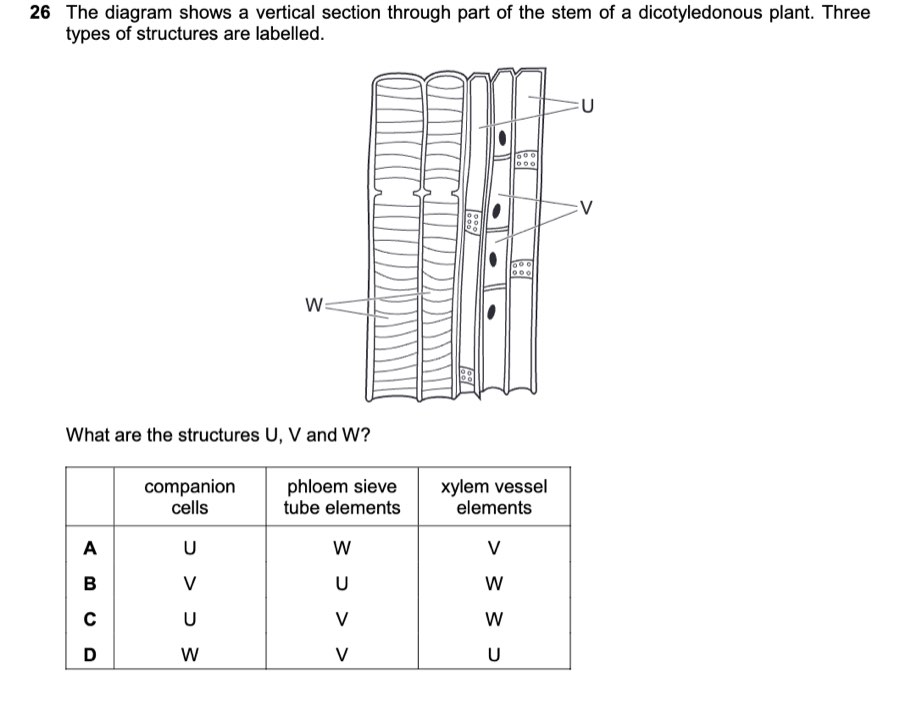 26 The diagram shows a vertical section through part of the stem of a dicotyledonous plant. Three
types of structures are labelled.
U
V
W
What are the structures U, V and W?
companion cells phloem sieve tube elements xylem vessel elements
A U W V
B V U W
C U V W
D W V U